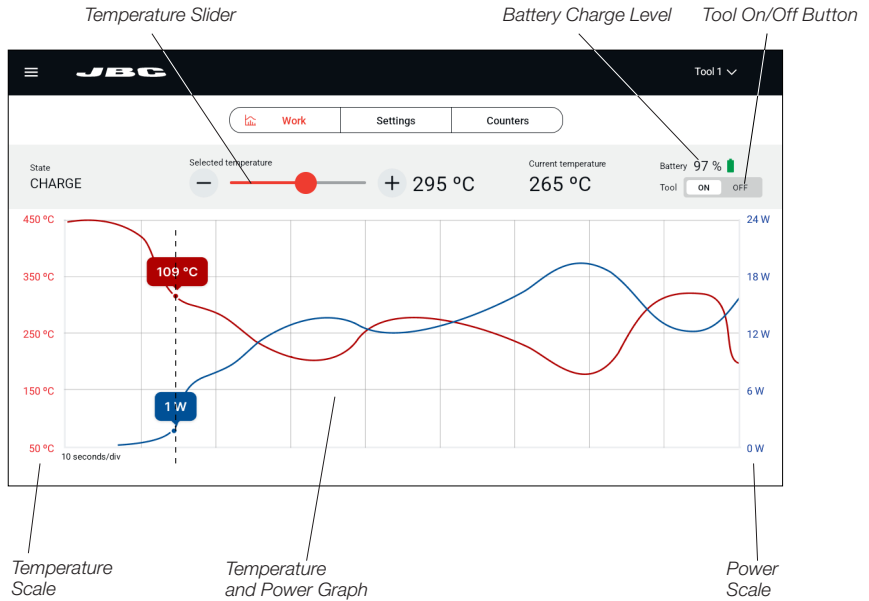 Temperature Slider
Battery Charge Level
Tool On/Off Button
JBC
Tool 1
Work
Settings
Counters
State
CHARGE
Selected temperature
295 ºC
Current temperature
265 ºC
Battery 97 %
Tool ON OFF
450 ºC
24 W
109 ºC
350 ºC
18 W
250 ºC
12 W
150 ºC
6 W
1 W
50 ºC
0 W
10 seconds/div
Temperature
Scale
Temperature
and Power Graph
Power
Scale